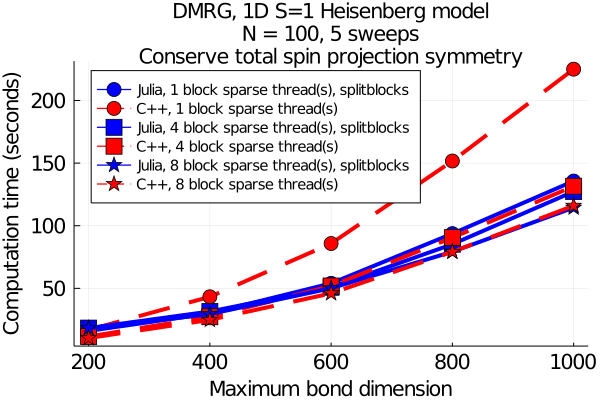 DMRG, 1D S=1 Heisenberg model
N = 100, 5 sweeps
Conserve total spin projection symmetry
Julia, 1 block sparse thread(s), splitblocks
C++, 1 block sparse thread(s)
Julia, 4 block sparse thread(s), splitblocks
C++, 4 block sparse thread(s)
Julia, 8 block sparse thread(s), splitblocks
C++, 8 block sparse thread(s)
Computation time (seconds)
200
150
100
50
200 400 600 800 1000
Maximum bond dimension